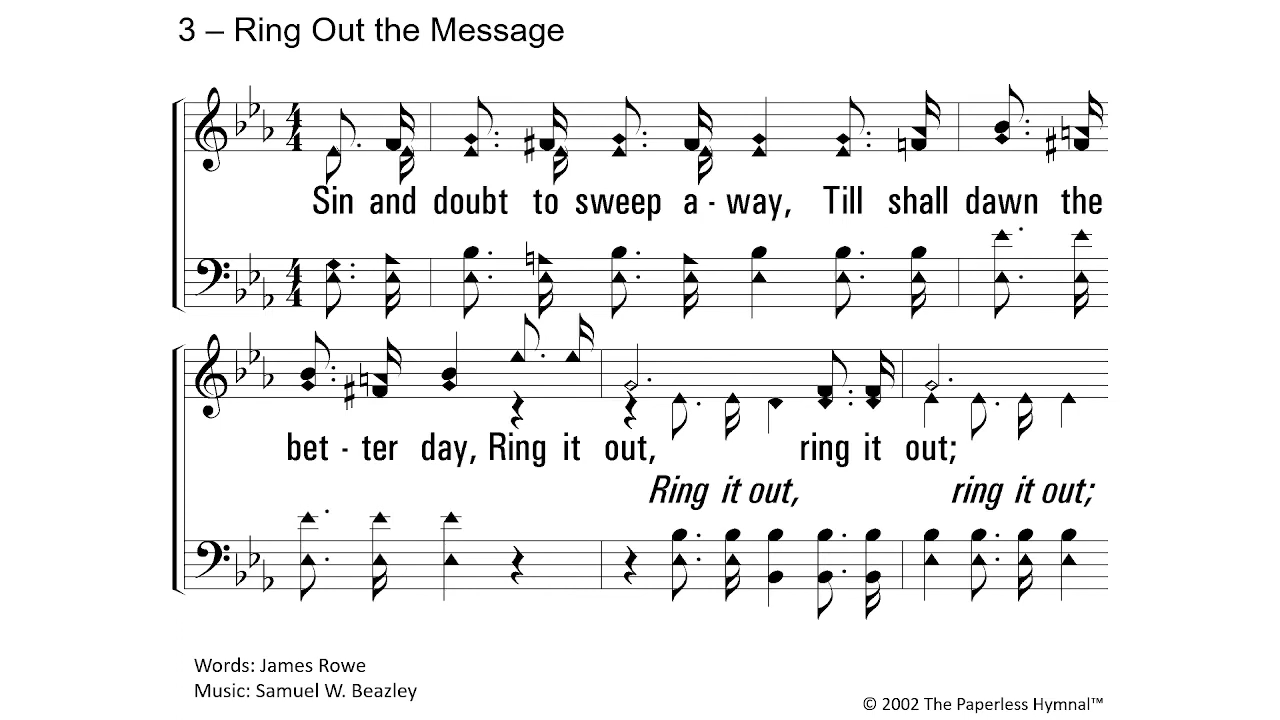 3 – Ring Out the Message
Sin and doubt to sweep a - way, Till shall dawn the
bet - ter day, Ring it out, ring it out;
Ring it out, ring it out;
Words: James Rowe
Music: Samuel W. Beazley
© 2002 The Paperless Hymnal™